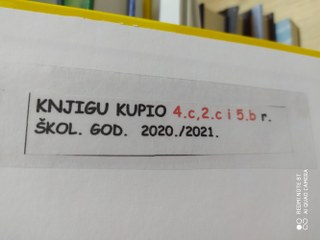 KNJIGU KUPIO 4.c,2.c i 5.b r.
ŠKOL. GOD. 2020./2021.
REDMI NOTE 8T
AI QUAD CAMERA